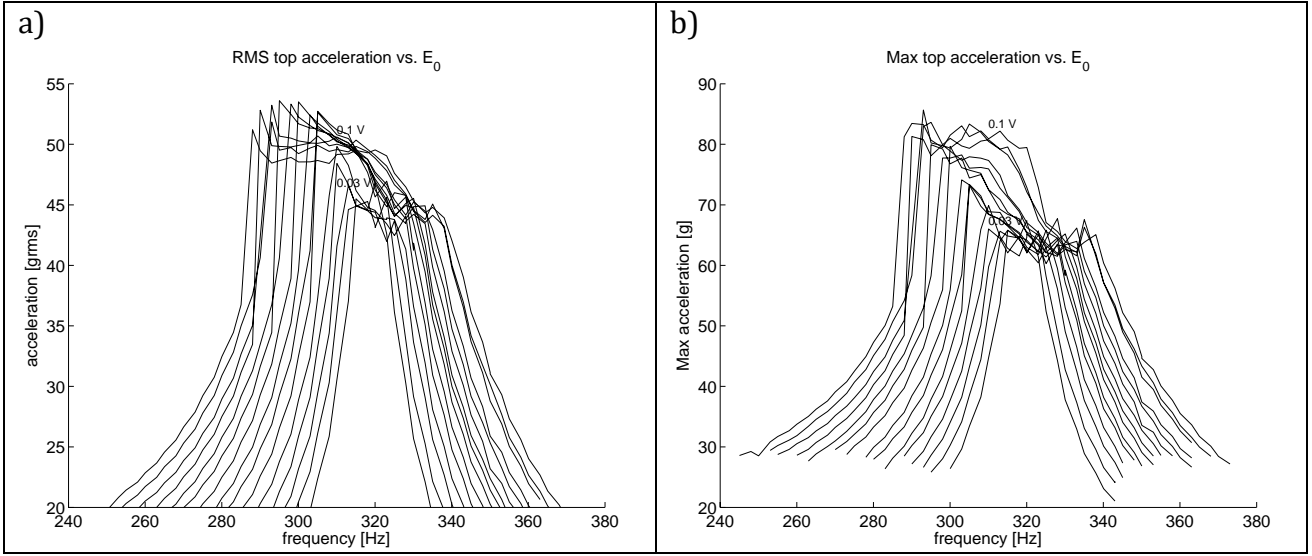 a)
RMS top acceleration vs. E0
acceleration [grms]
55
50
45
40
35
30
25
20
0.1 V
0.03 V
240 260 280 300 320 340 360 380
frequency [Hz]
b)
Max top acceleration vs. E0
Max acceleration [g]
90
80
70
60
50
40
30
20
0.1 V
0.03 V
240 260 280 300 320 340 360 380
frequency [Hz]